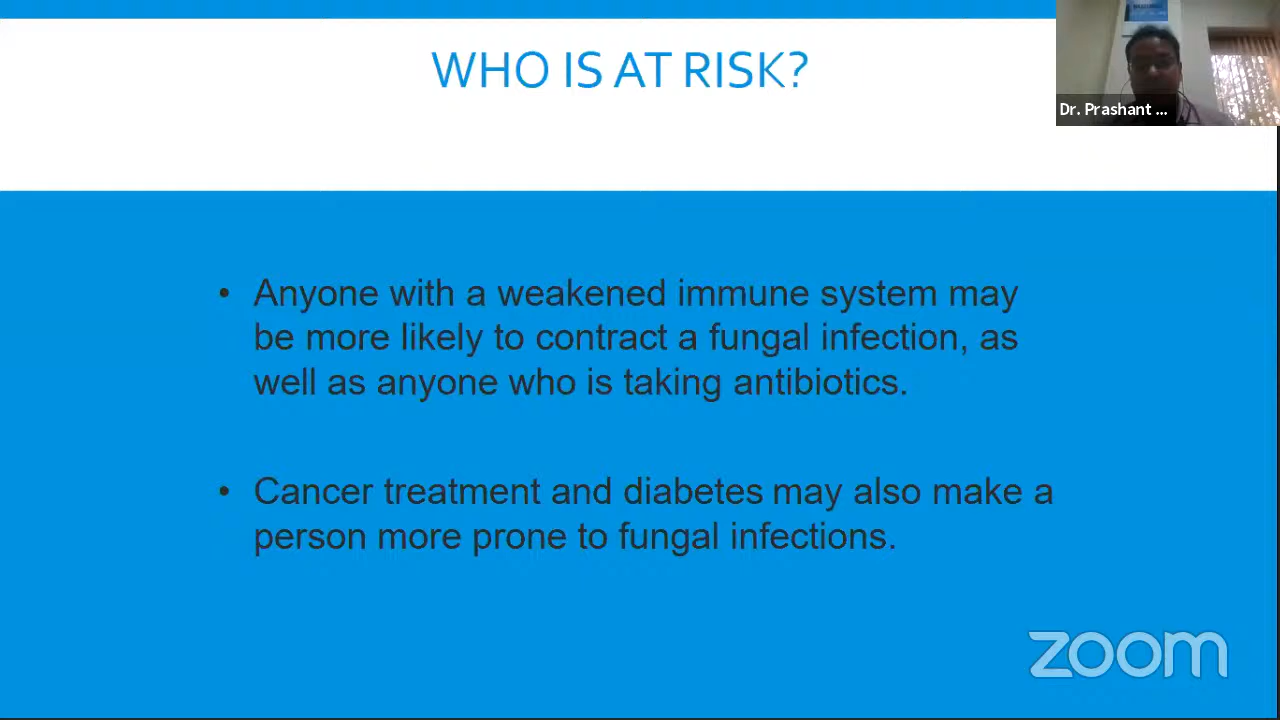 WHO IS AT RISK?
Dr. Prashant ...
• Anyone with a weakened immune system may
be more likely to contract a fungal infection, as
well as anyone who is taking antibiotics.
• Cancer treatment and diabetes may also make a
person more prone to fungal infections.
zoom